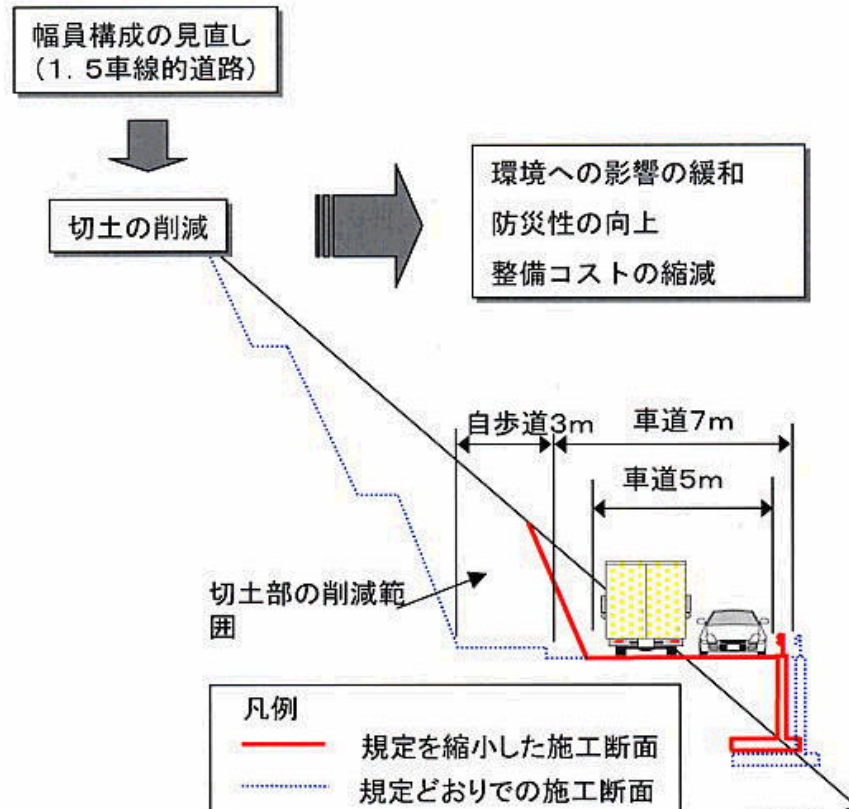 幅員構成の見直し
(1.5車線的道路)
切土の削減
環境への影響の緩和
防災性の向上
整備コストの縮減
自歩道3m
車道7m
車道5m
切土部の削減範
囲
凡例
規定を縮小した施工断面
規定どおりでの施工断面